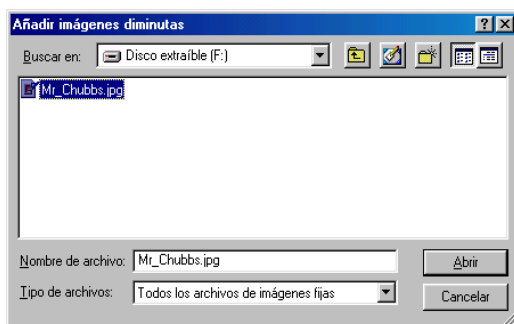 Añadir imágenes diminutas
Buscar en: Disco extraíble (F:)
Mr_Chubbs.jpg
Nombre de archivo: Mr_Chubbs.jpg Abrir
Tipo de archivos: Todos los archivos de imágenes fijas Cancelar